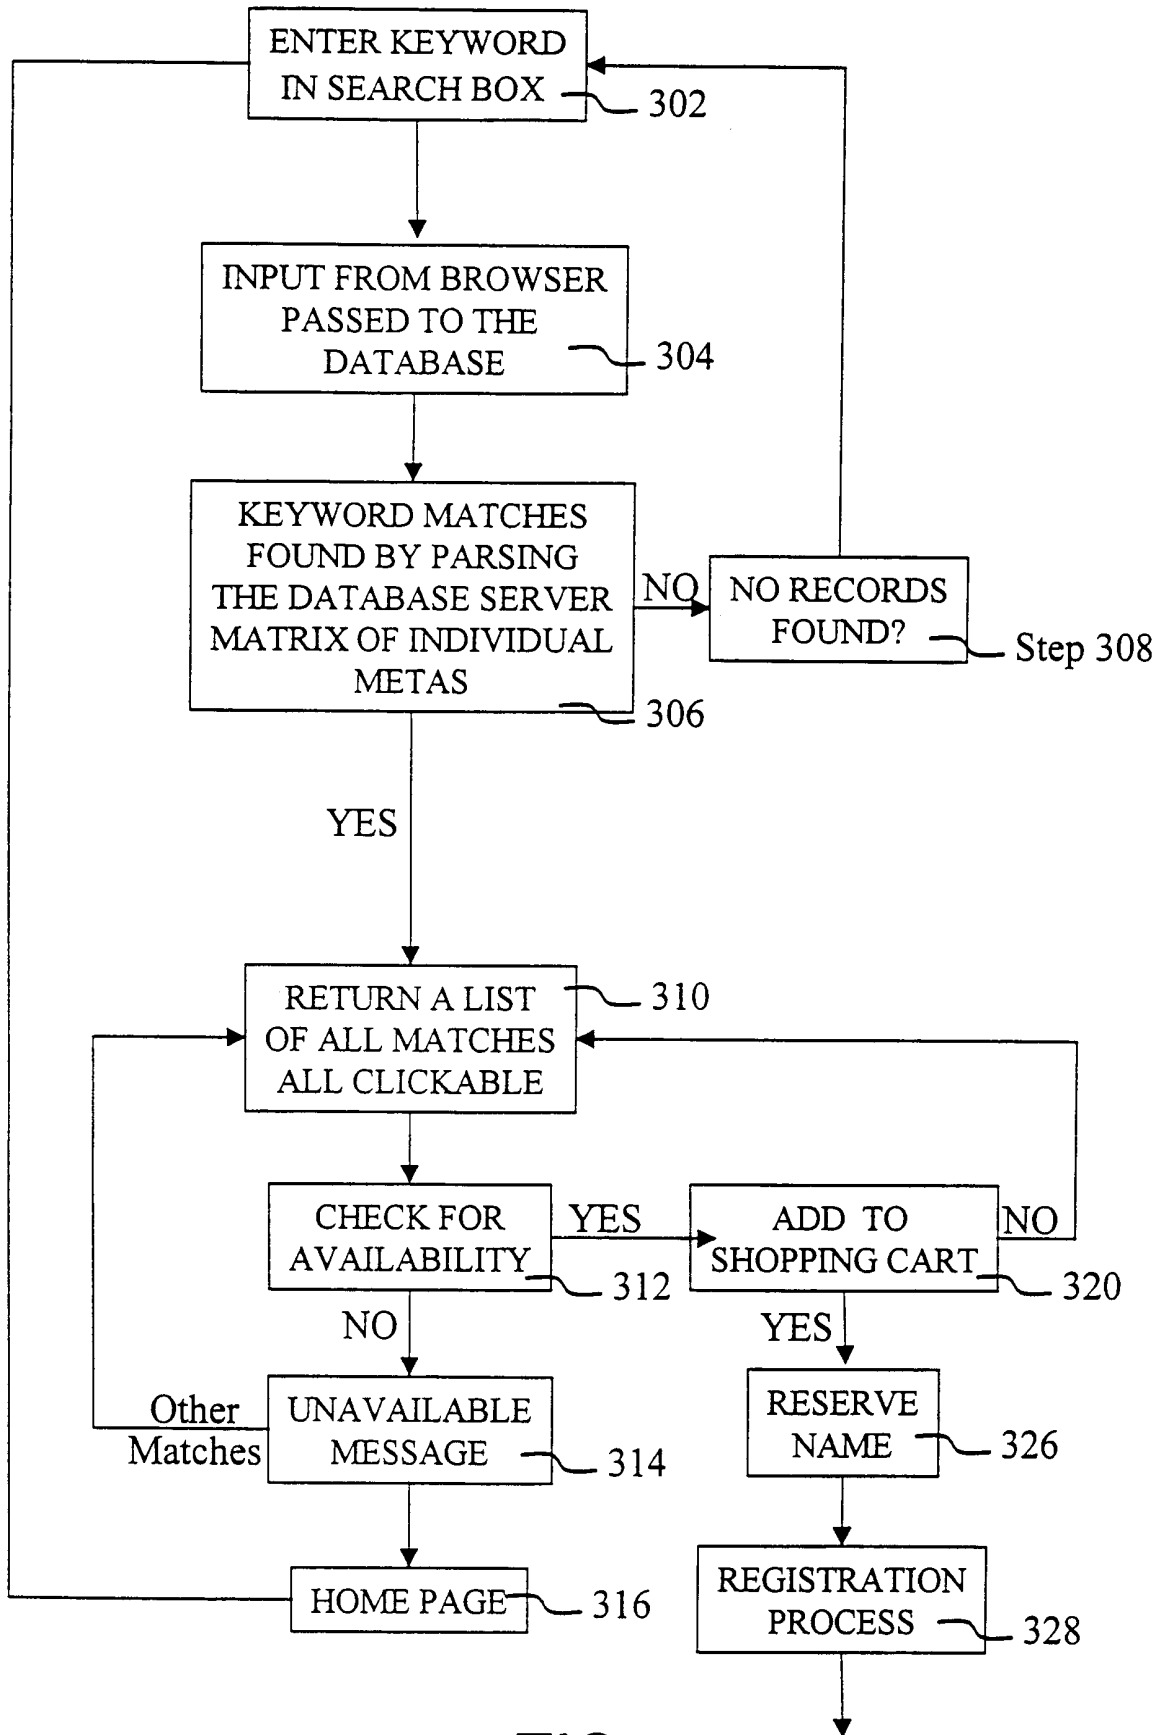 ENTER KEYWORD
IN SEARCH BOX
302
INPUT FROM BROWSER
PASSED TO THE
DATABASE
304
KEYWORD MATCHES
FOUND BY PARSING
THE DATABASE SERVER
MATRIX OF INDIVIDUAL
METAS
306
NO
NO RECORDS
FOUND?
Step 308
YES
RETURN A LIST
OF ALL MATCHES
ALL CLICKABLE
310
CHECK FOR
AVAILABILITY
312
YES
ADD TO
SHOPPING CART
320
NO
NO
YES
UNAVAILABLE
MESSAGE
314
Other
Matches
RESERVE
NAME
326
HOME PAGE
316
REGISTRATION
PROCESS
328